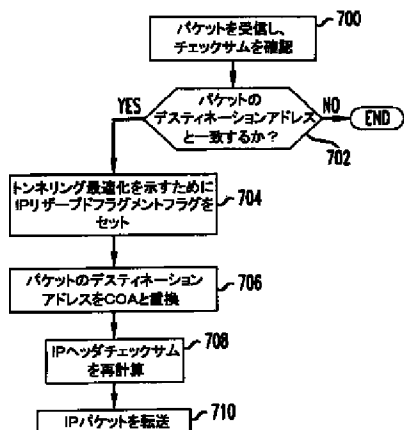 パケットを受信し、
チェックサムを確認
700
パケットの
デスティネーションアドレス
と一致するか？
YES
NO
END
702
トンネリング最適化を示すために
IPリザーブドフラグメントフラグを
セット
704
パケットのデスティネーション
アドレスをCOAと置換
706
IPヘッダチェックサム
を再計算
708
IPパケットを転送
710